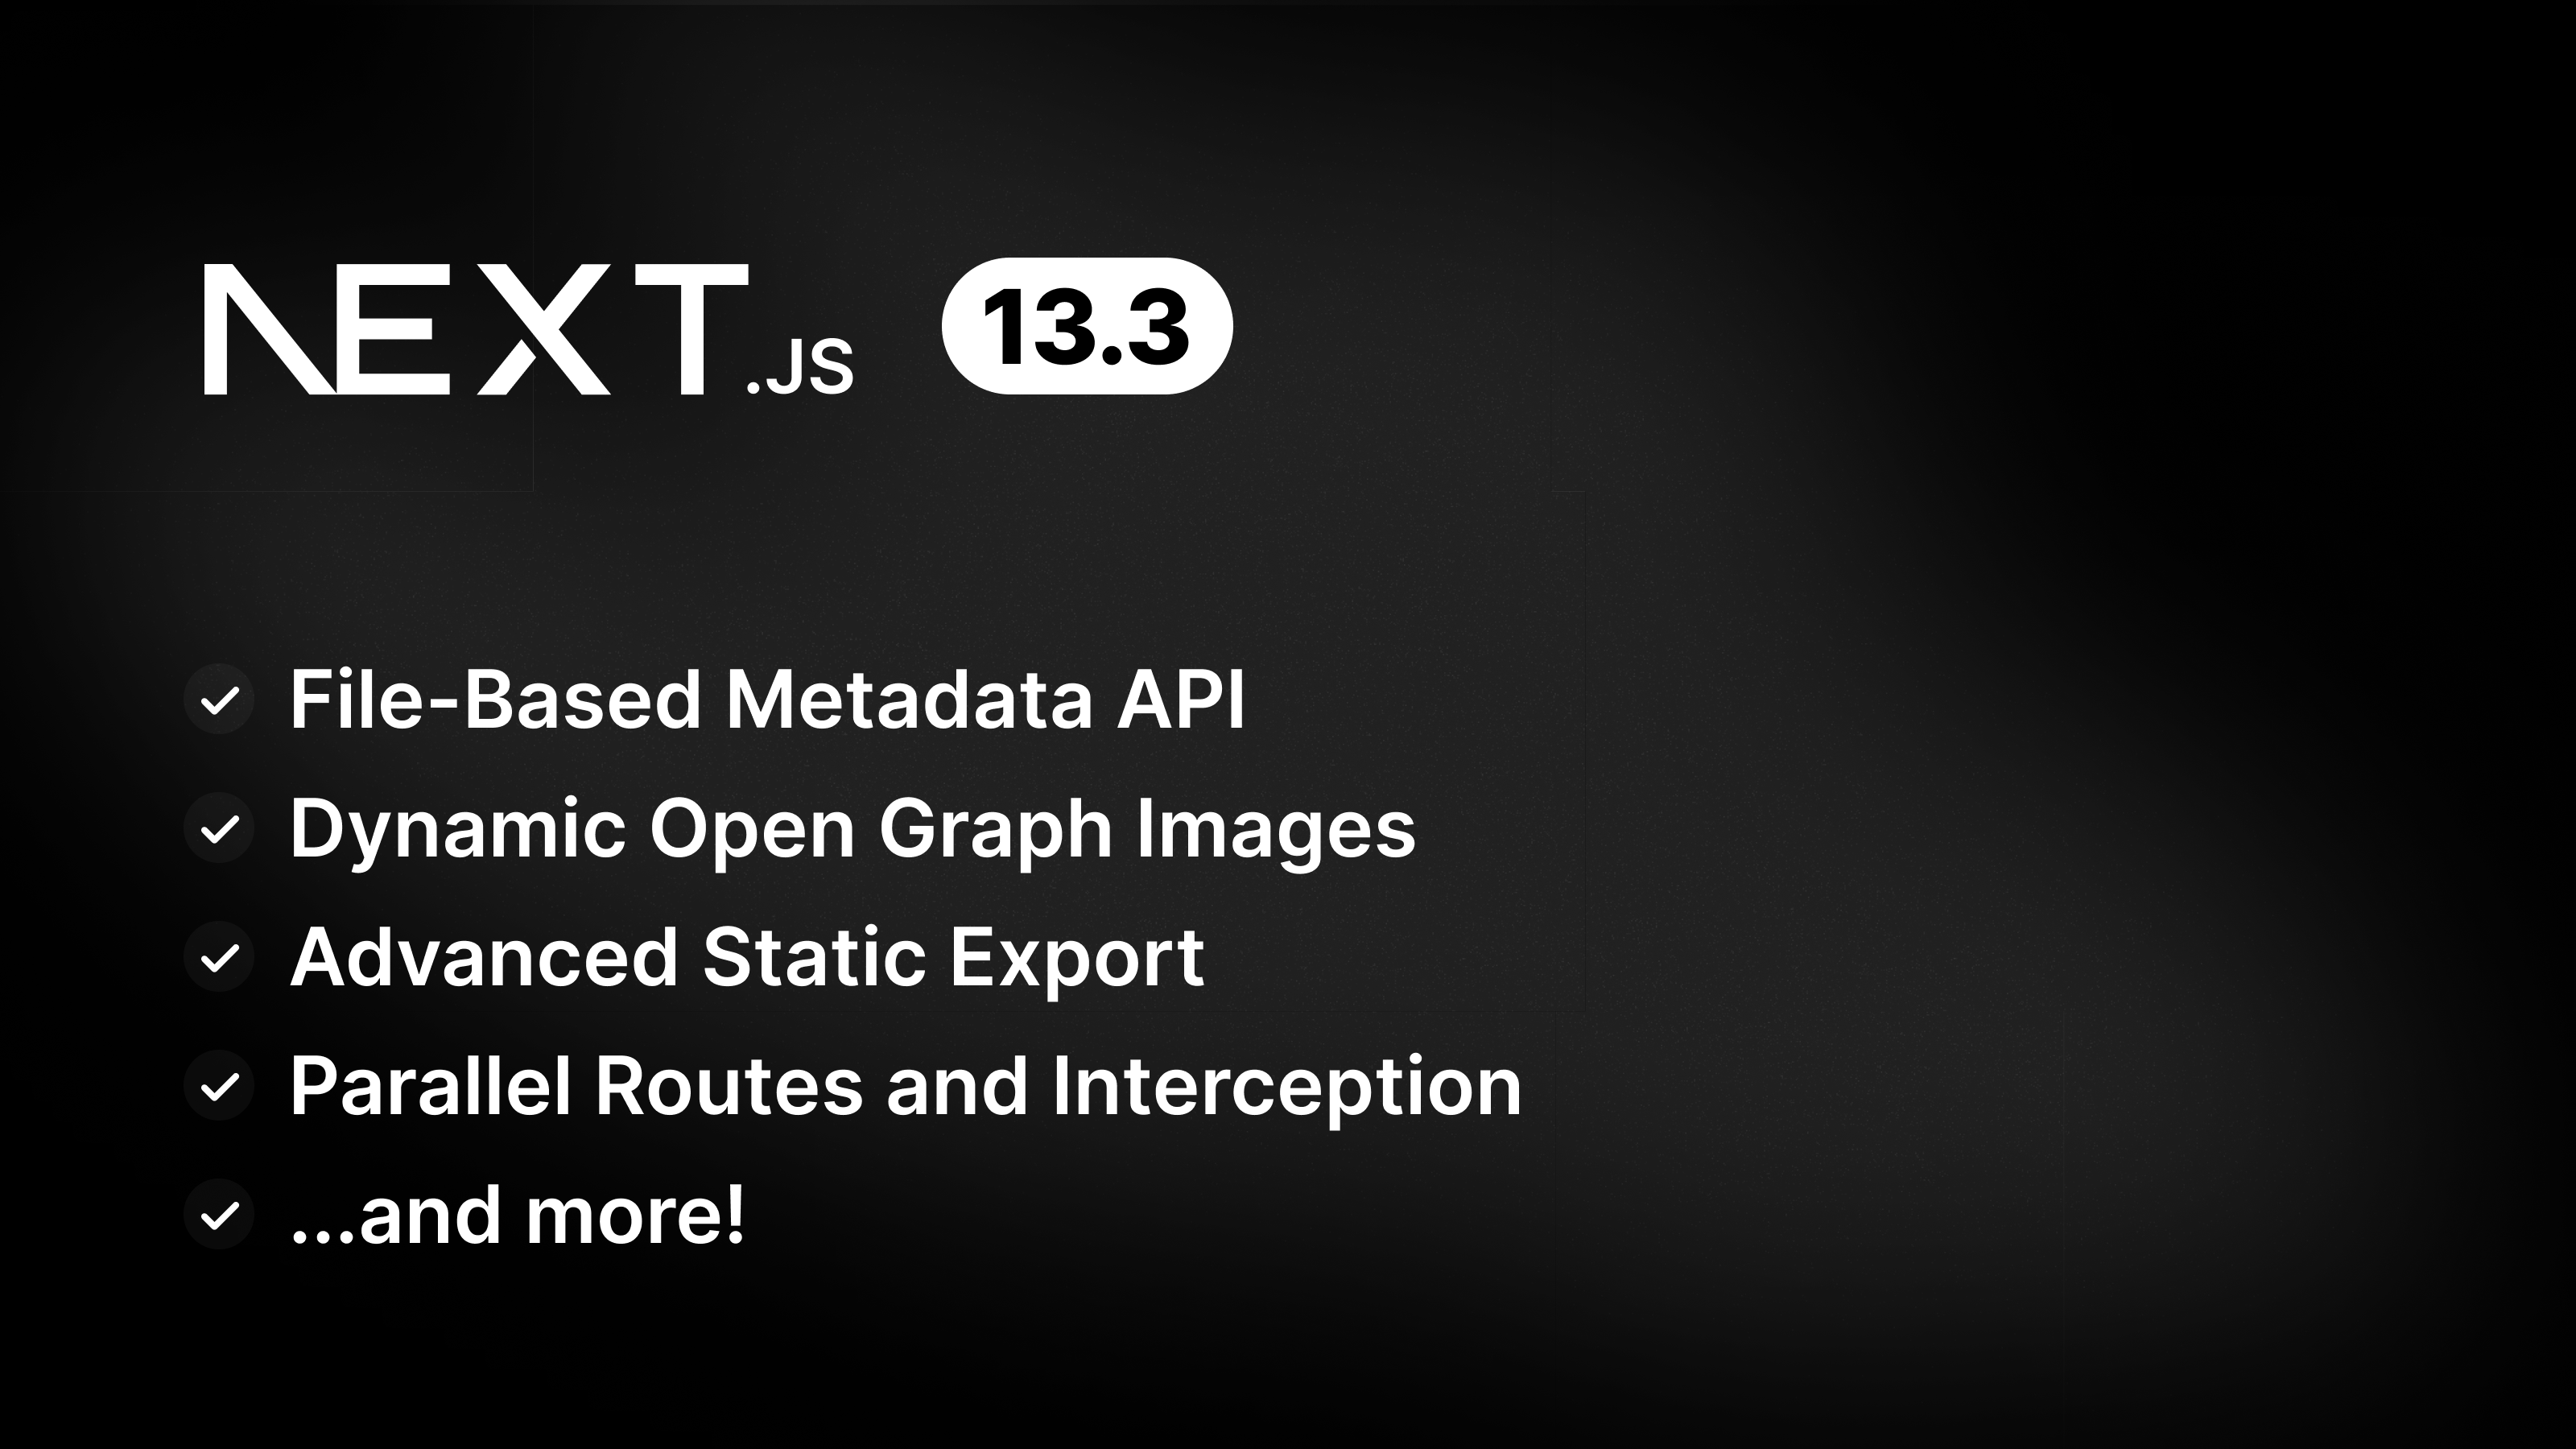 NEXT.JS 13.3
File-Based Metadata API
Dynamic Open Graph Images
Advanced Static Export
Parallel Routes and Interception
...and more!